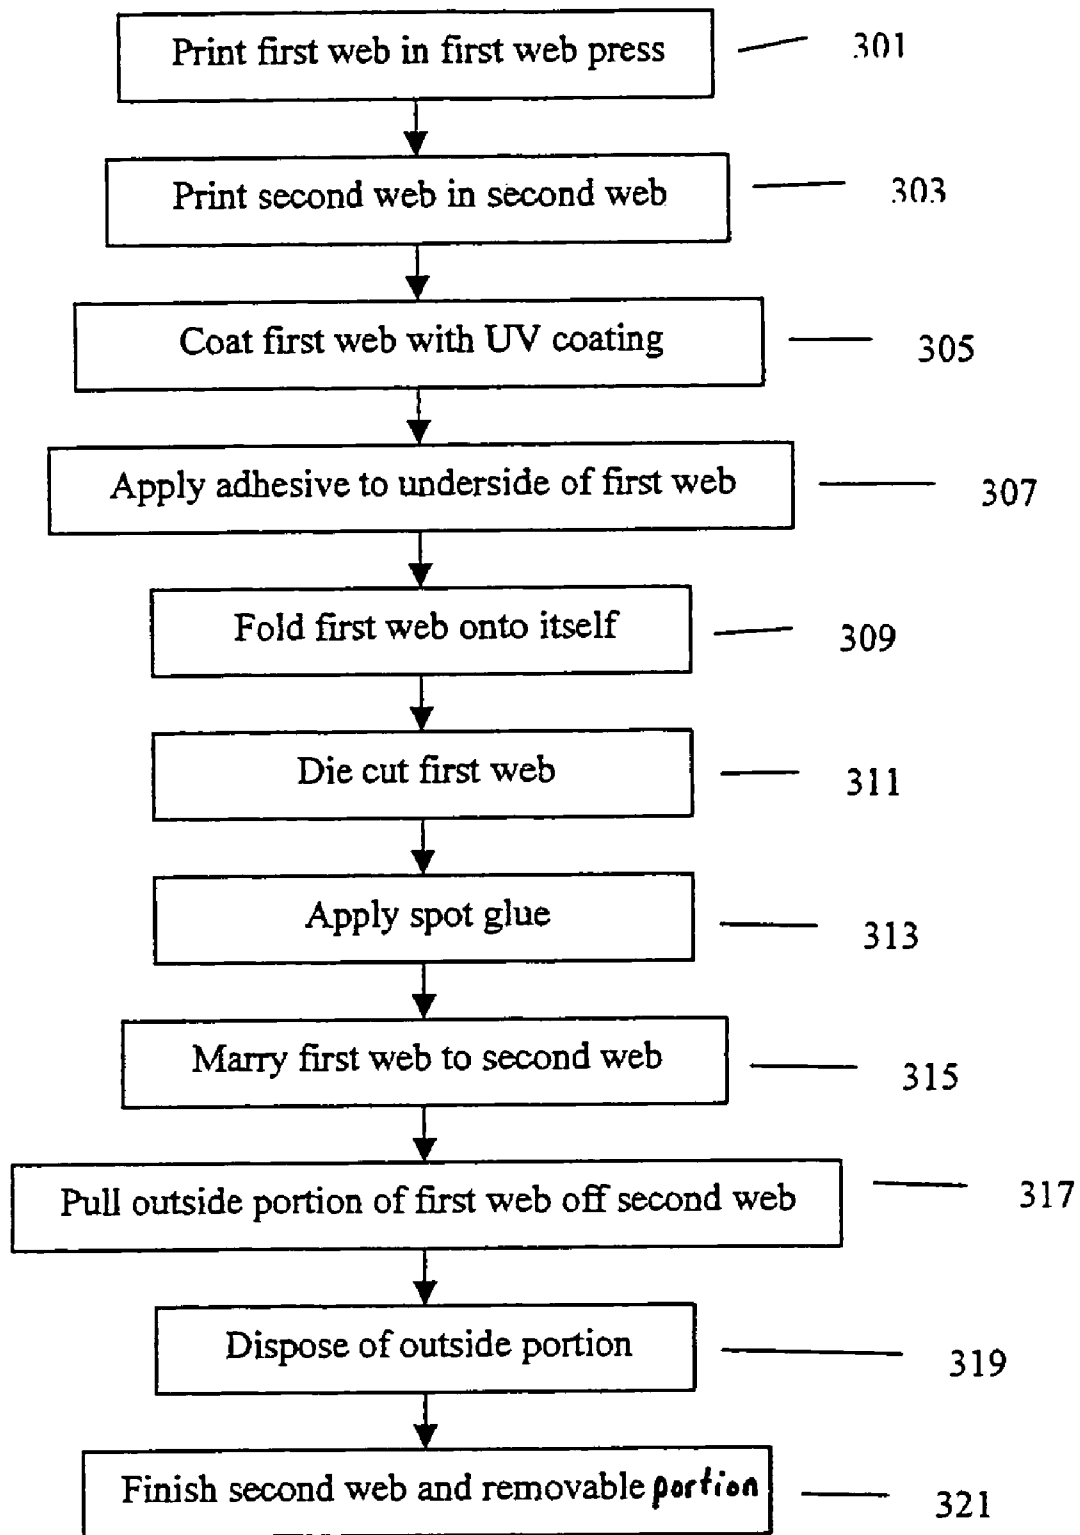 Print first web in first web press
301
Print second web in second web
303
Coat first web with UV coating
305
Apply adhesive to underside of first web
307
Fold first web onto itself
309
Die cut first web
311
Apply spot glue
313
Marry first web to second web
315
Pull outside portion of first web off second web
317
Dispose of outside portion
319
Finish second web and removable portion
321